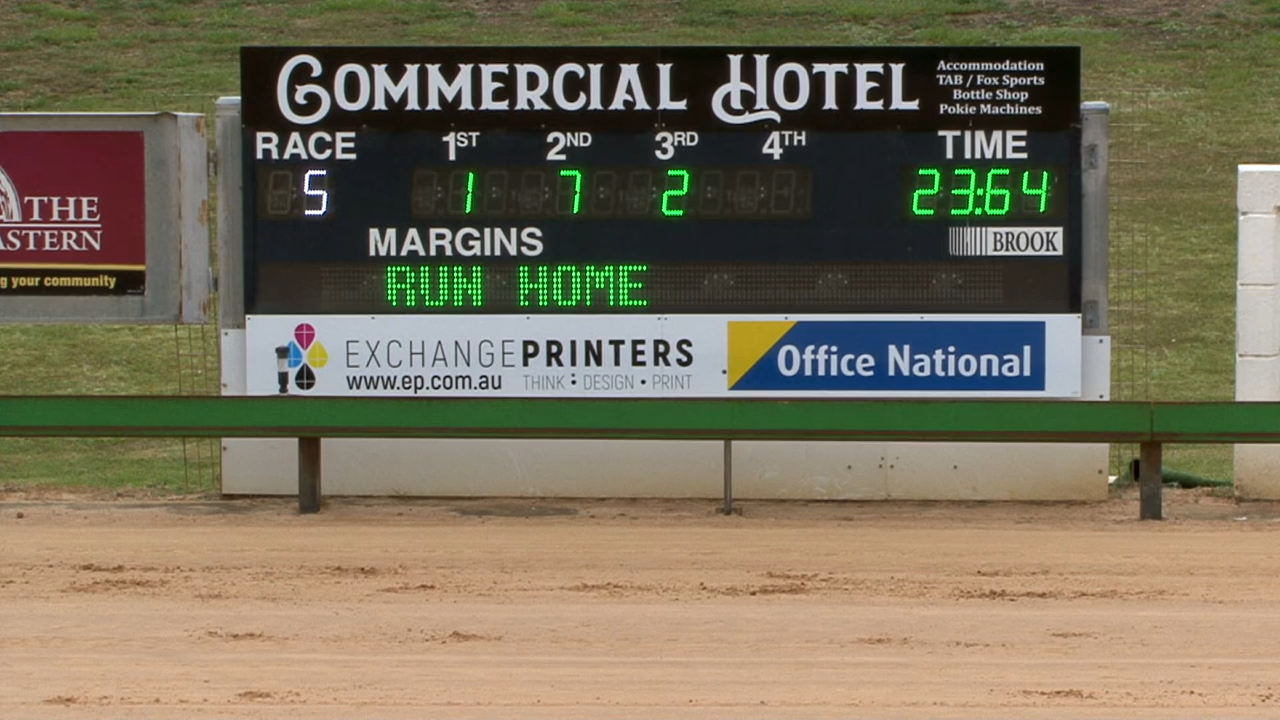 COMMERCIAL HOTEL
Accommodation
TAB / Fox Sports
Bottle Shop
Pokie Machines
RACE 1ST 2ND 3RD 4TH TIME
5 1 7 2 23:64
MARGINS
BROOK
RUN HOME
EXCHANGEPRINTERS
www.ep.com.au THINK : DESIGN • PRINT
Office National
THE
your community